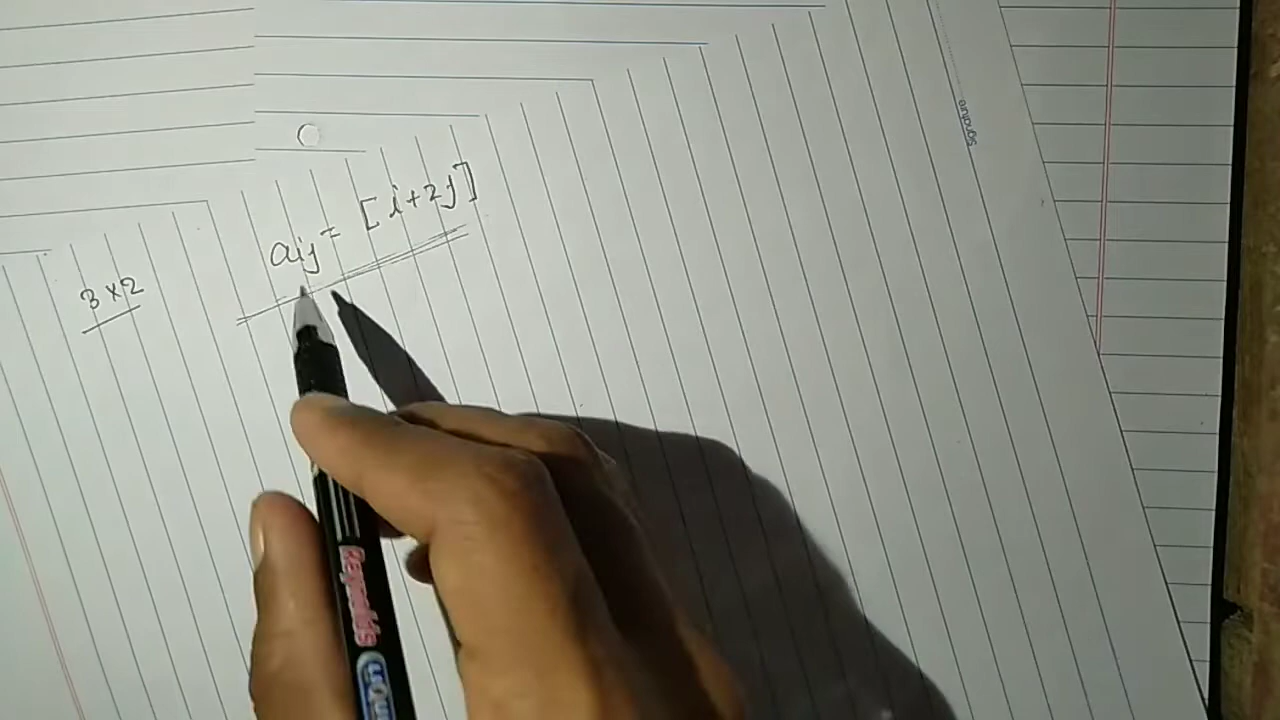 aij = [i+2j]
3×2
Signature
Reynolds